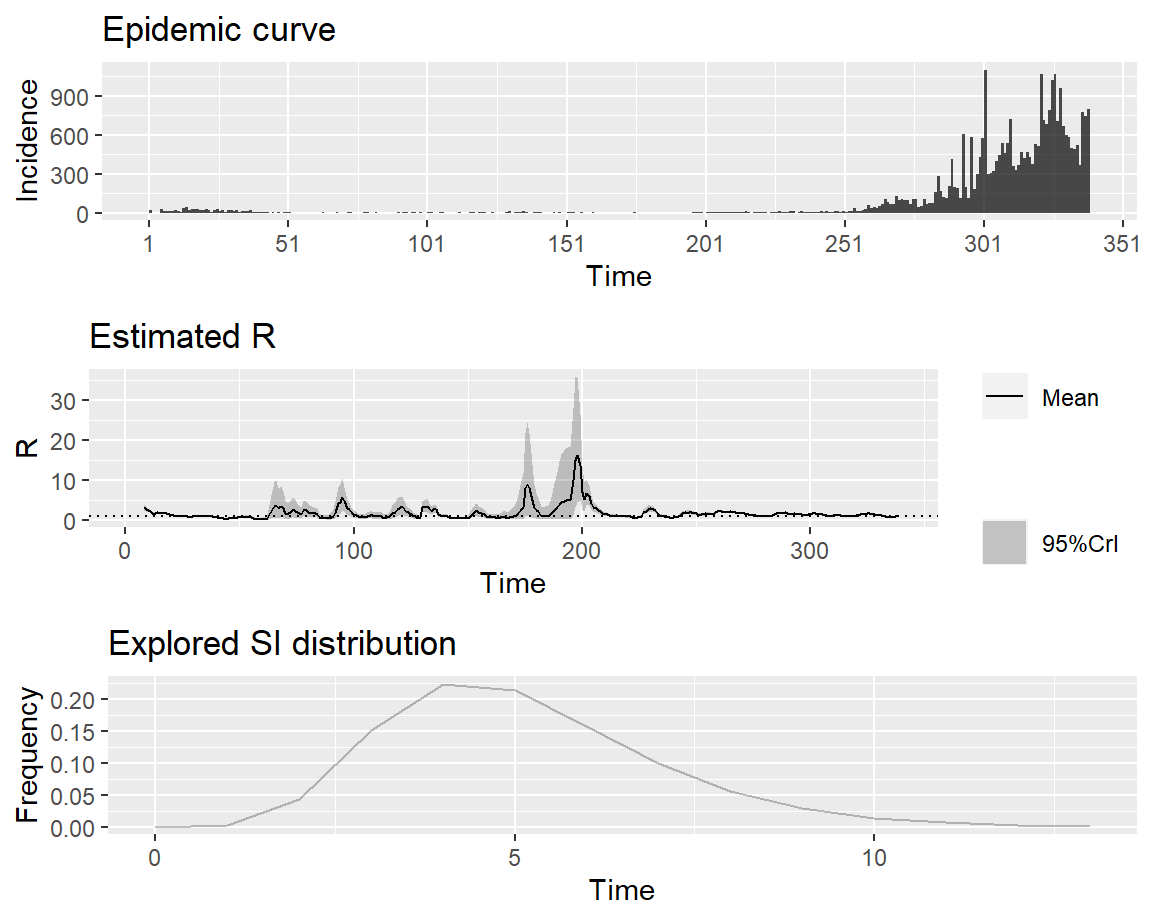 Epidemic curve
Incidence
900
600
300
0
1 51 101 151 201 251 301 351
Time
Estimated R
R
30
20
10
0
0 100 200 300
Time
Mean
95%CrI
Explored SI distribution
Frequency
0.20
0.15
0.10
0.05
0.00
0 5 10
Time